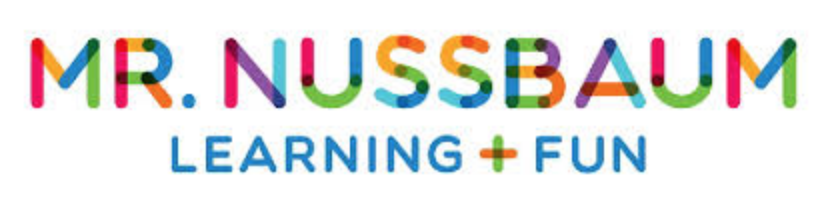 MR. NUSSBAUM
LEARNING + FUN